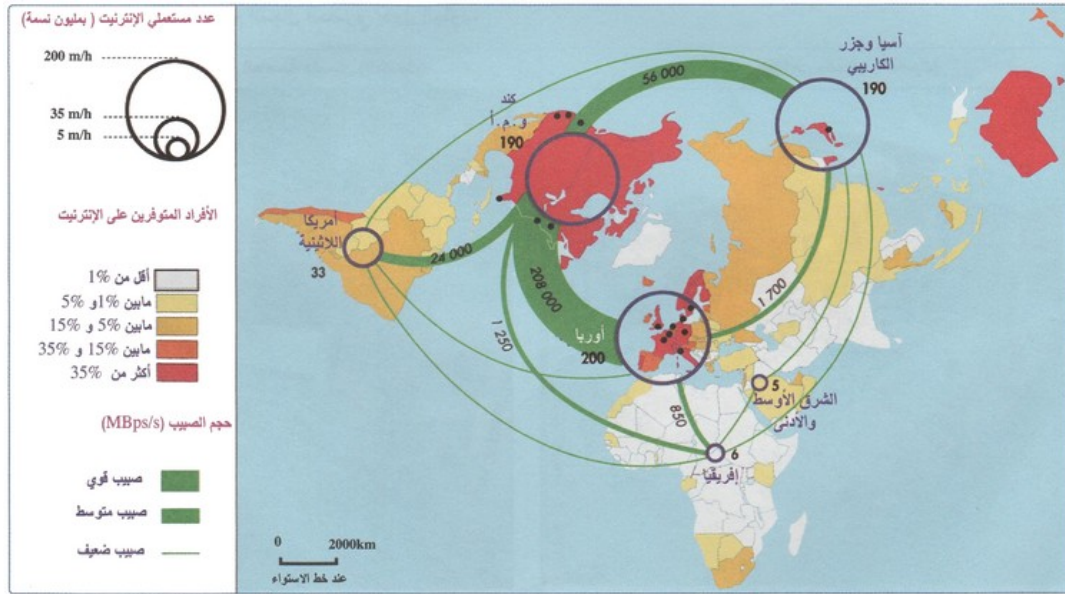 عدد مستعملي الإنترنيت ( بمليون نسمة)
200 m/h
35 m/h
5 m/h
الأفراد المتوفرين على الإنترنيت
أقل من 1%
مابين 1% و 5%
مابين 5% و 15%
مابين 15% و 35%
أكثر من 35%
حجم الصبيب (MBps/s)
صبيب قوي
صبيب متوسط
صبيب ضعيف
آسيا وجزر
الكاريبي
190
56 000
كند
و.م.أ
190
أمريكا
اللاثينية
33
24 000
208 000
1 250
أوربا
200
1 700
850
5
الشرق الأوسط
والأدنى
6
إفريقيا
0 2000km
عند خط الاستواء